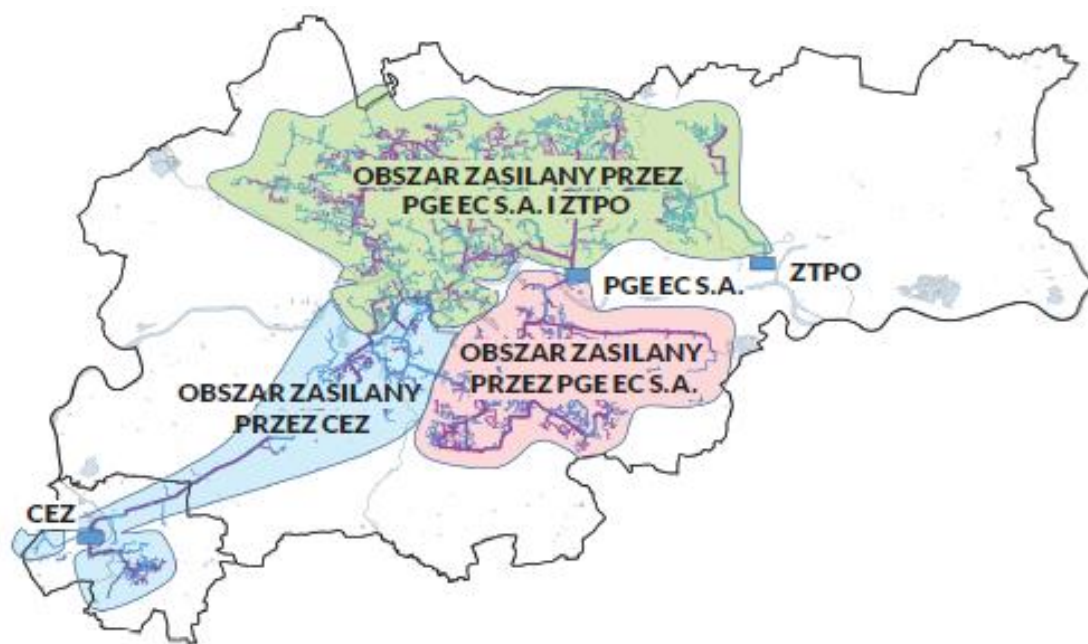 OBSZAR ZASILANY PRZEZ
PGE EC S.A. I ZTPO
PGE EC S.A.
ZTPO
OBSZAR ZASILANY
PRZEZ PGE EC S.A.
OBSZAR ZASILANY
PRZEZ CEZ
CEZ